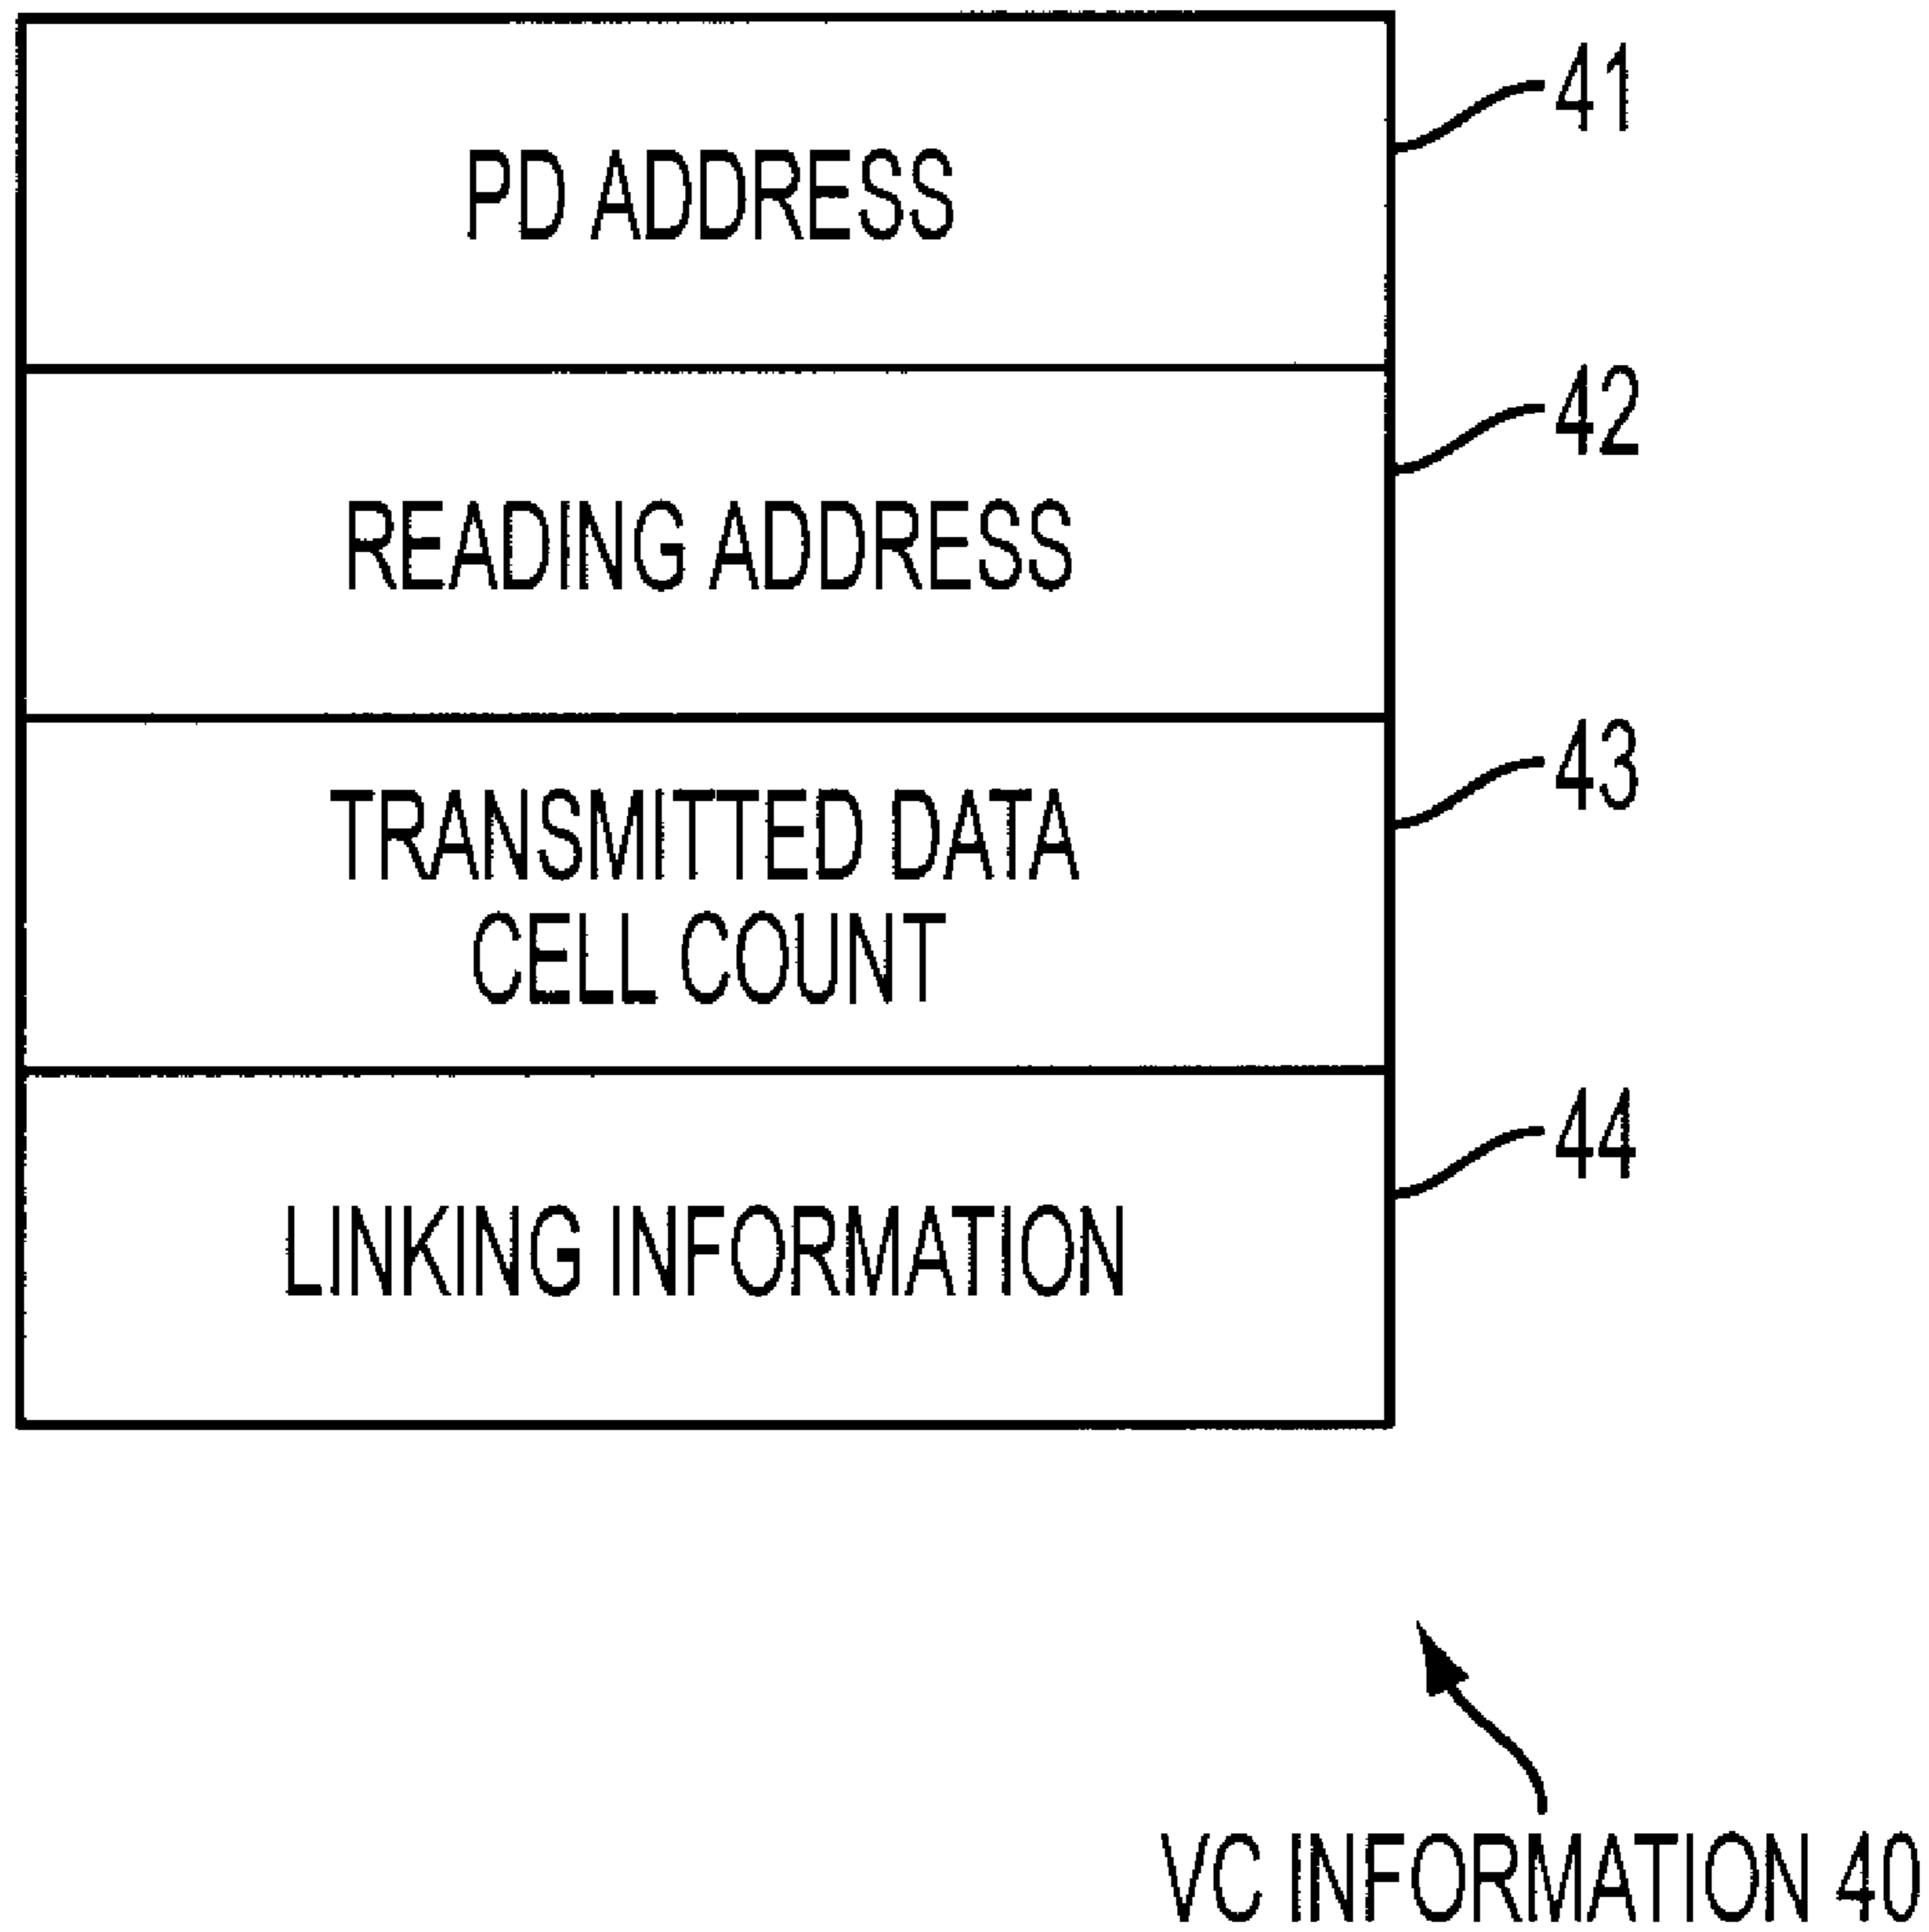 PD ADDRESS
41
READING ADDRESS
42
TRANSMITTED DATA
CELL COUNT
43
LINKING INFORMATION
44
VC INFORMATION 40